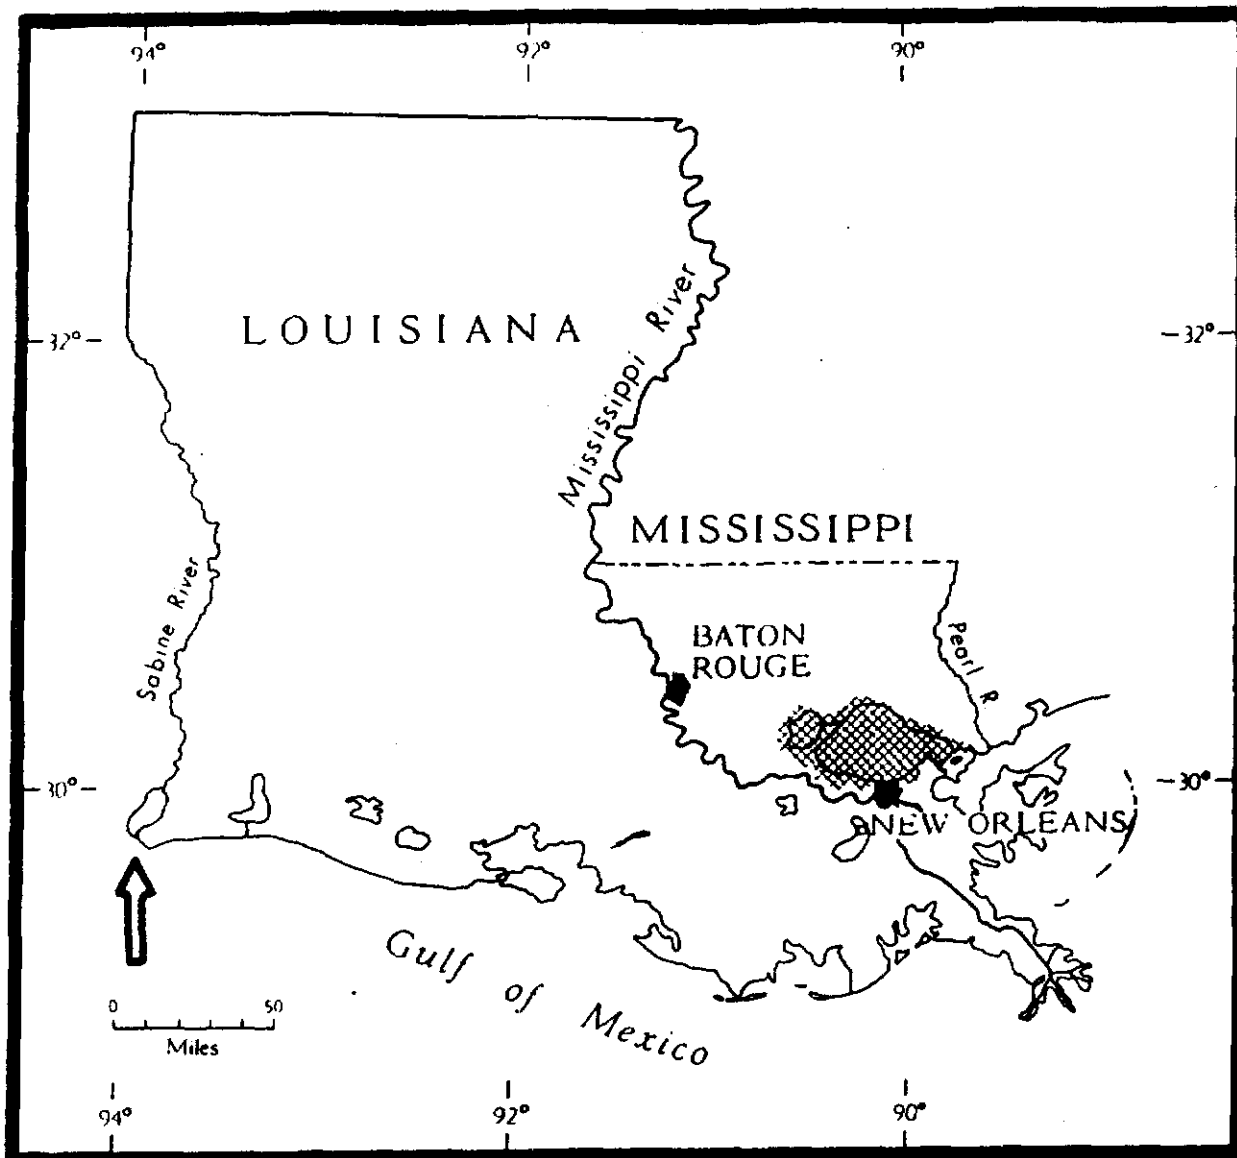 94° 92° 90°
LOUISIANA
32° 32°
Mississippi River
MISSISSIPPI
Sabine River
BATON
ROUGE
Pearl R.
30° 30°
NEW ORLEANS
Gulf of Mexico
0 50
Miles
94° 92° 90°